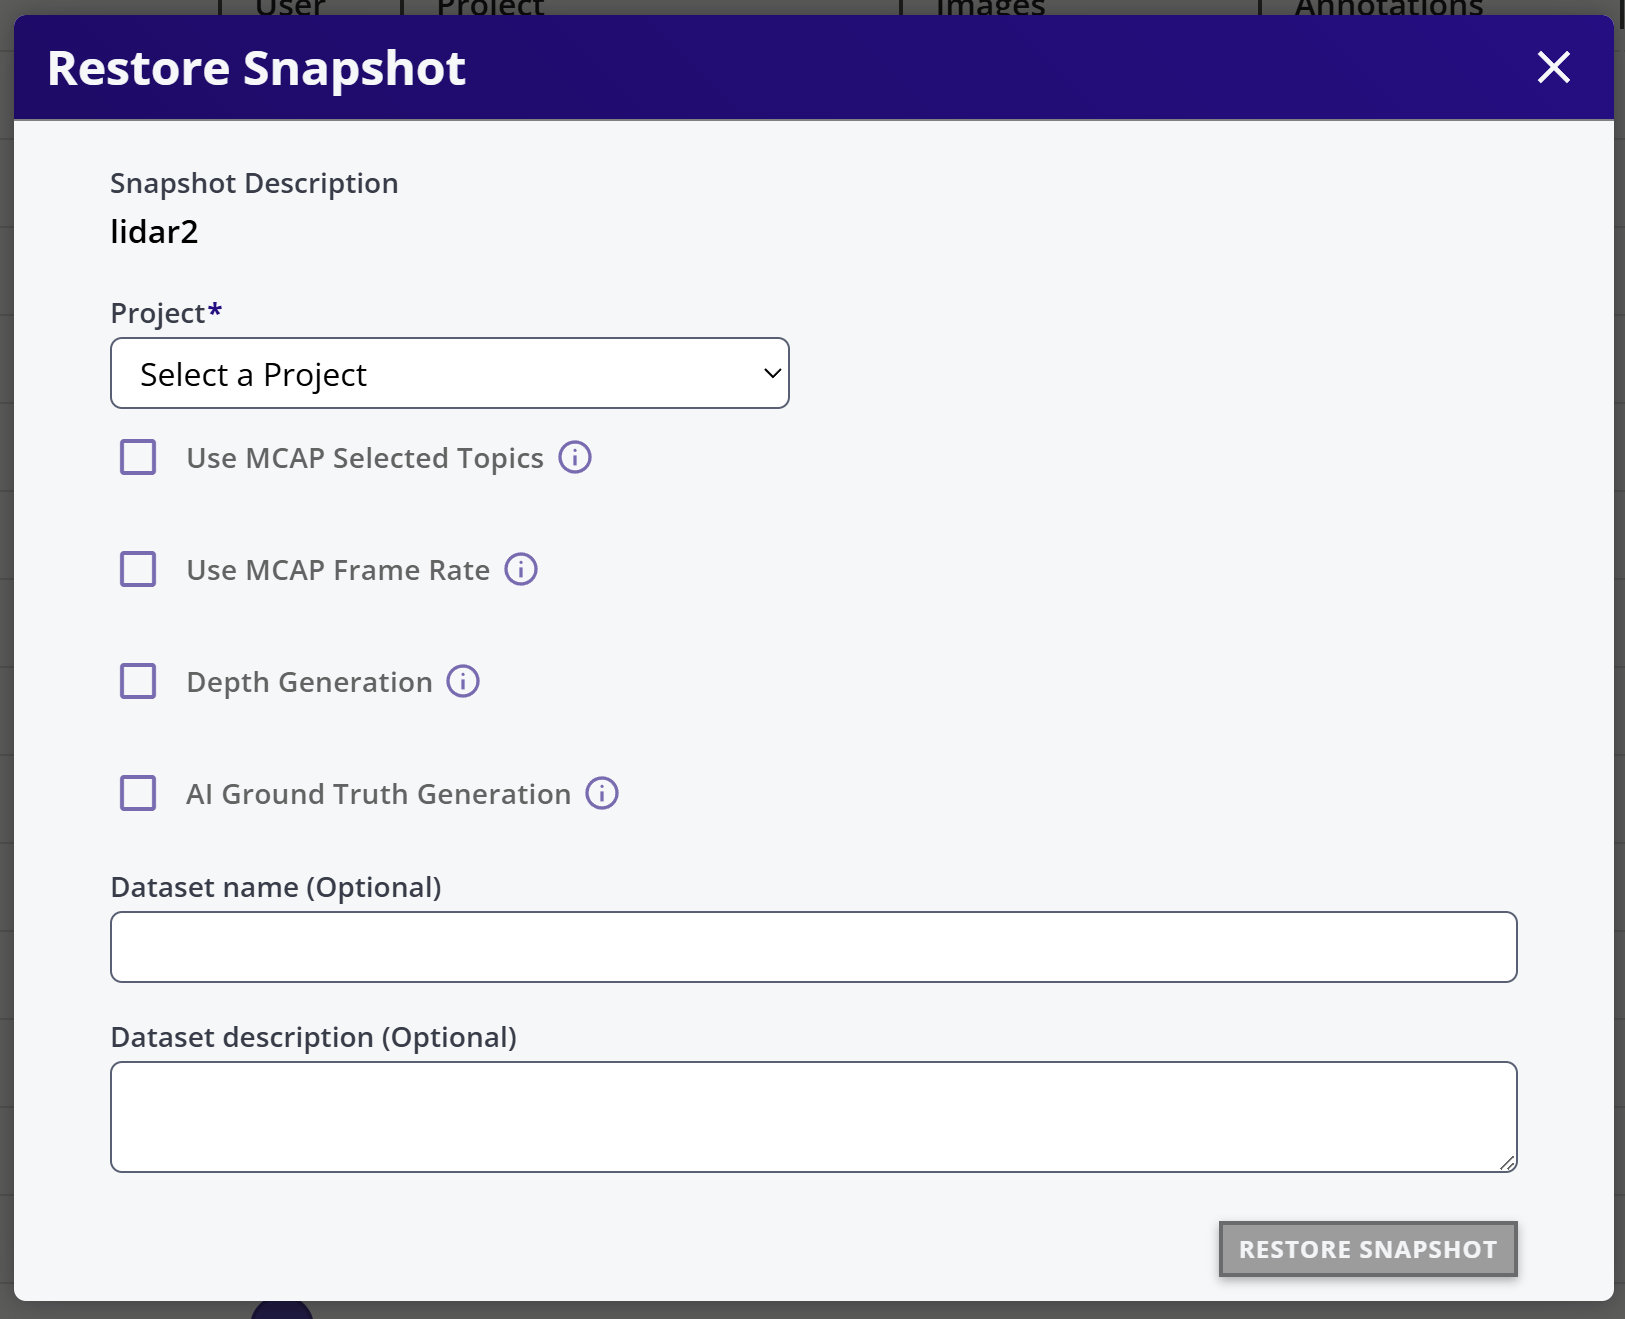 User Project Images Annotations
Restore Snapshot
Snapshot Description
lidar2
Project*
Select a Project
Use MCAP Selected Topics
Use MCAP Frame Rate
Depth Generation
AI Ground Truth Generation
Dataset name (Optional)
Dataset description (Optional)
RESTORE SNAPSHOT